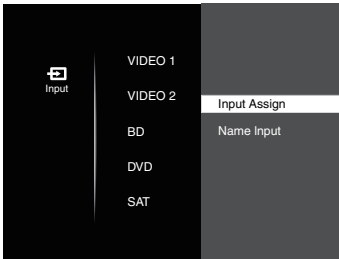 Input
VIDEO 1
VIDEO 2
BD
DVD
SAT
Input Assign
Name Input